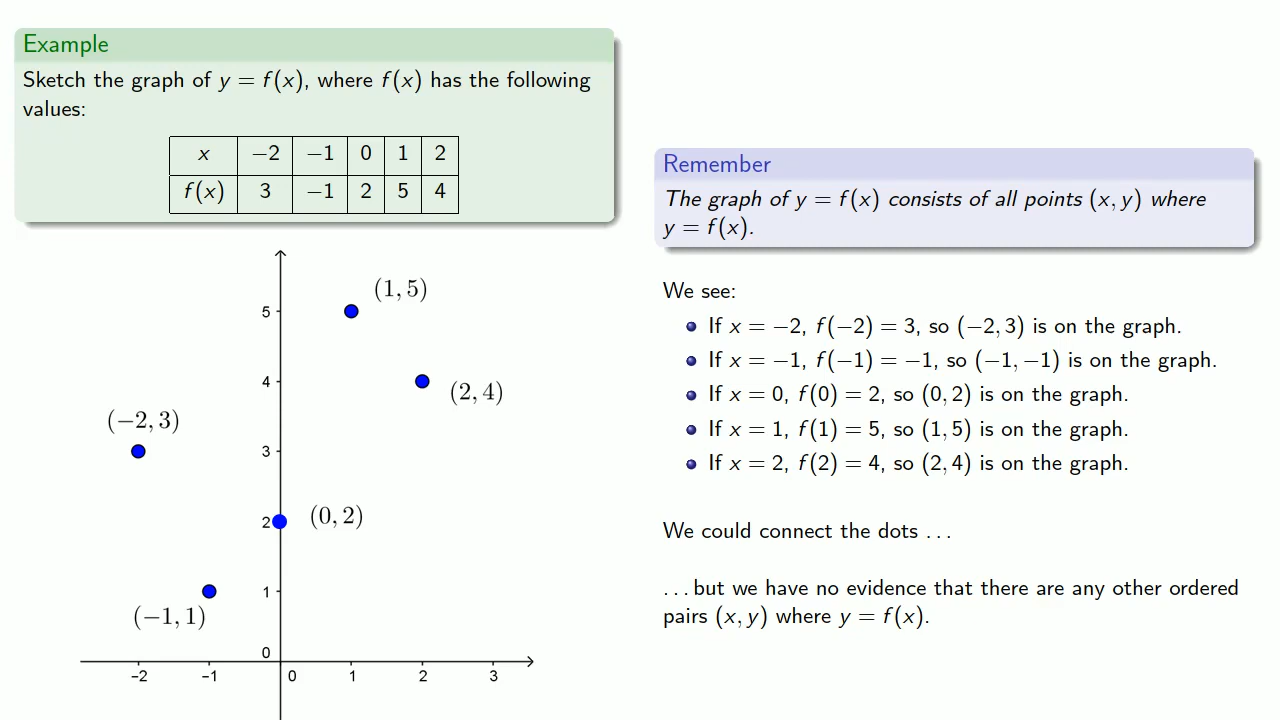 Example
Sketch the graph of y = f(x), where f(x) has the following
values:
x −2 −1 0 1 2
f(x) 3 −1 2 5 4
Remember
The graph of y = f(x) consists of all points (x, y) where
y = f(x).
We see:
If x = −2, f(−2) = 3, so (−2, 3) is on the graph.
If x = −1, f(−1) = −1, so (−1, −1) is on the graph.
If x = 0, f(0) = 2, so (0, 2) is on the graph.
If x = 1, f(1) = 5, so (1, 5) is on the graph.
If x = 2, f(2) = 4, so (2, 4) is on the graph.
We could connect the dots . . .
. . . but we have no evidence that there are any other ordered
pairs (x, y) where y = f(x).
(1, 5)
5
4
(2, 4)
(−2, 3)
3
2
(0, 2)
1
(−1, 1)
0
−2 −1 0 1 2 3